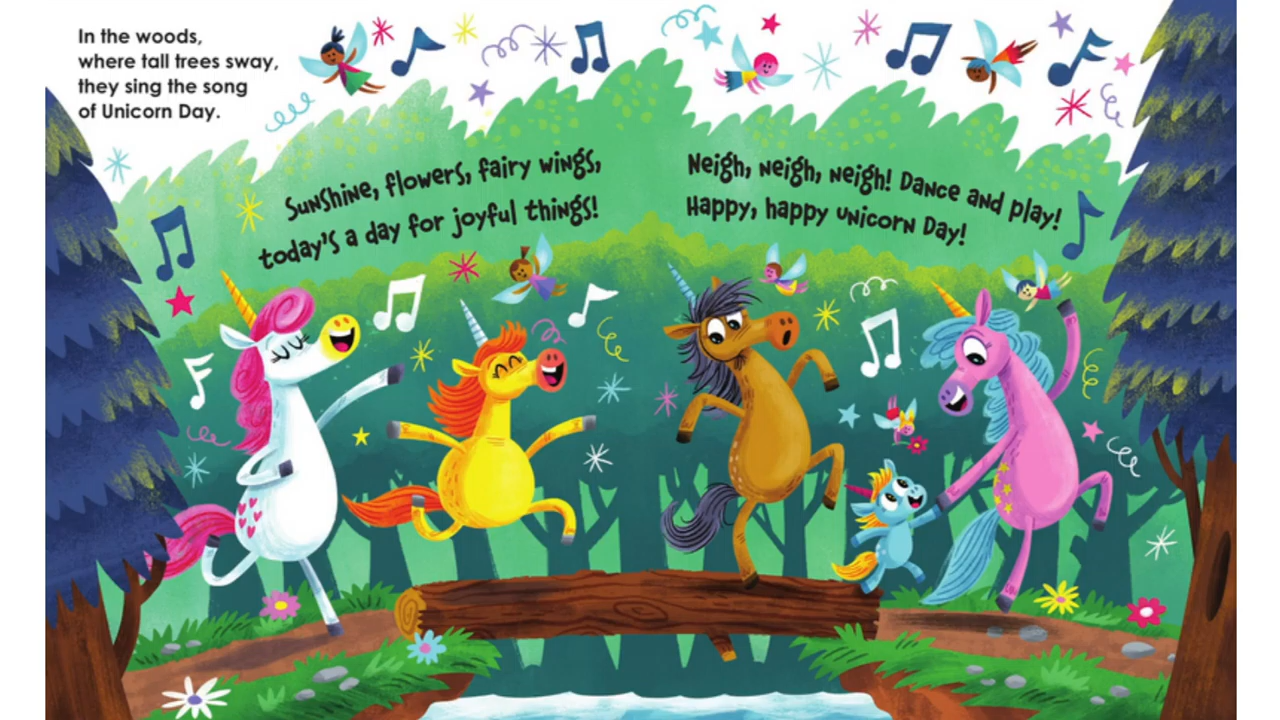 In the woods,
where tall trees sway,
they sing the song
of Unicorn Day.
Sunshine, flowers, fairy wings,
today's a day for joyful things!
Neigh, neigh, neigh! Dance and play!
Happy, happy Unicorn Day!